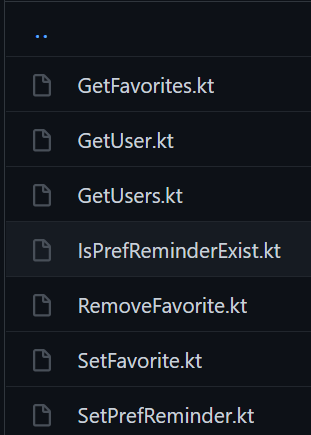 ..
GetFavorites.kt
GetUser.kt
GetUsers.kt
IsPrefReminderExist.kt
RemoveFavorite.kt
SetFavorite.kt
SetPrefReminder.kt